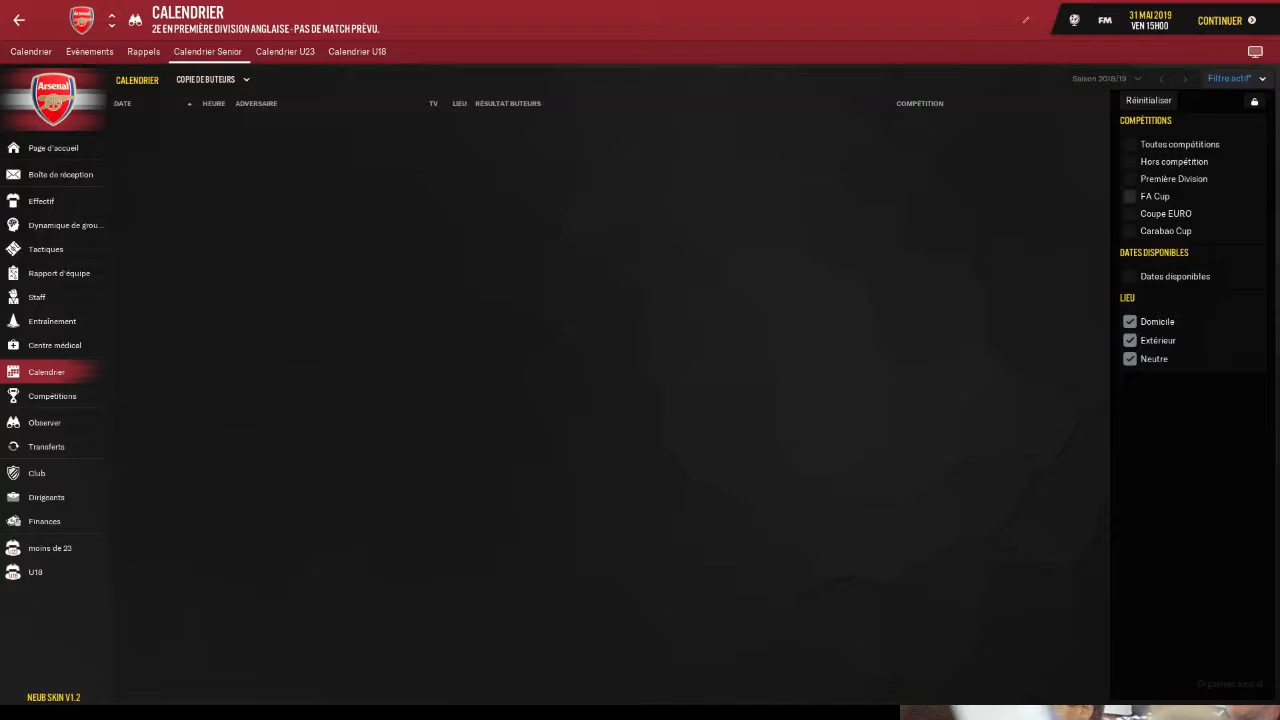 CALENDRIER
2E EN PREMIÈRE DIVISION ANGLAISE - PAS DE MATCH PRÉVU.
FM
31 MAI 2019
VEN 15H00
CONTINUER
Calendrier Évènements Rappels Calendrier Senior Calendrier U23 Calendrier U18
Arsenal
CALENDRIER COPIE DE BUTEURS Saison 2018/19 Filtre actif*
DATE HEURE ADVERSAIRE TV LIEU RÉSULTAT BUTEURS COMPÉTITION
Page d'accueil
Boîte de réception
Effectif
Dynamique de grou...
Tactiques
Rapport d'équipe
Staff
Entraînement
Centre médical
Calendrier
Compétitions
Observer
Transferts
Club
Dirigeants
Finances
moins de 23
U18
NEUB SKIN V1.2
Réinitialiser
COMPÉTITIONS
Toutes compétitions
Hors compétition
Première Division
FA Cup
Coupe EURO
Carabao Cup
DATES DISPONIBLES
Dates disponibles
LIEU
Domicile
Extérieur
Neutre
Organiser amical